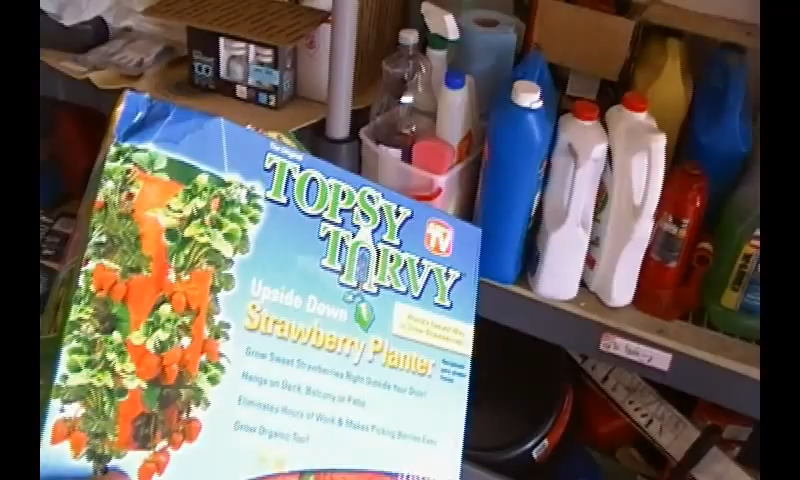 The Original
TOPSY
TURVY
TV
Upside Down
Strawberry Planter
Grow Sweet Strawberries Right Outside Your Door!
Hangs on Deck, Balcony or Patio
Eliminates Hours of Work & Makes Picking Berries Easy
Grow Organic Too!
100